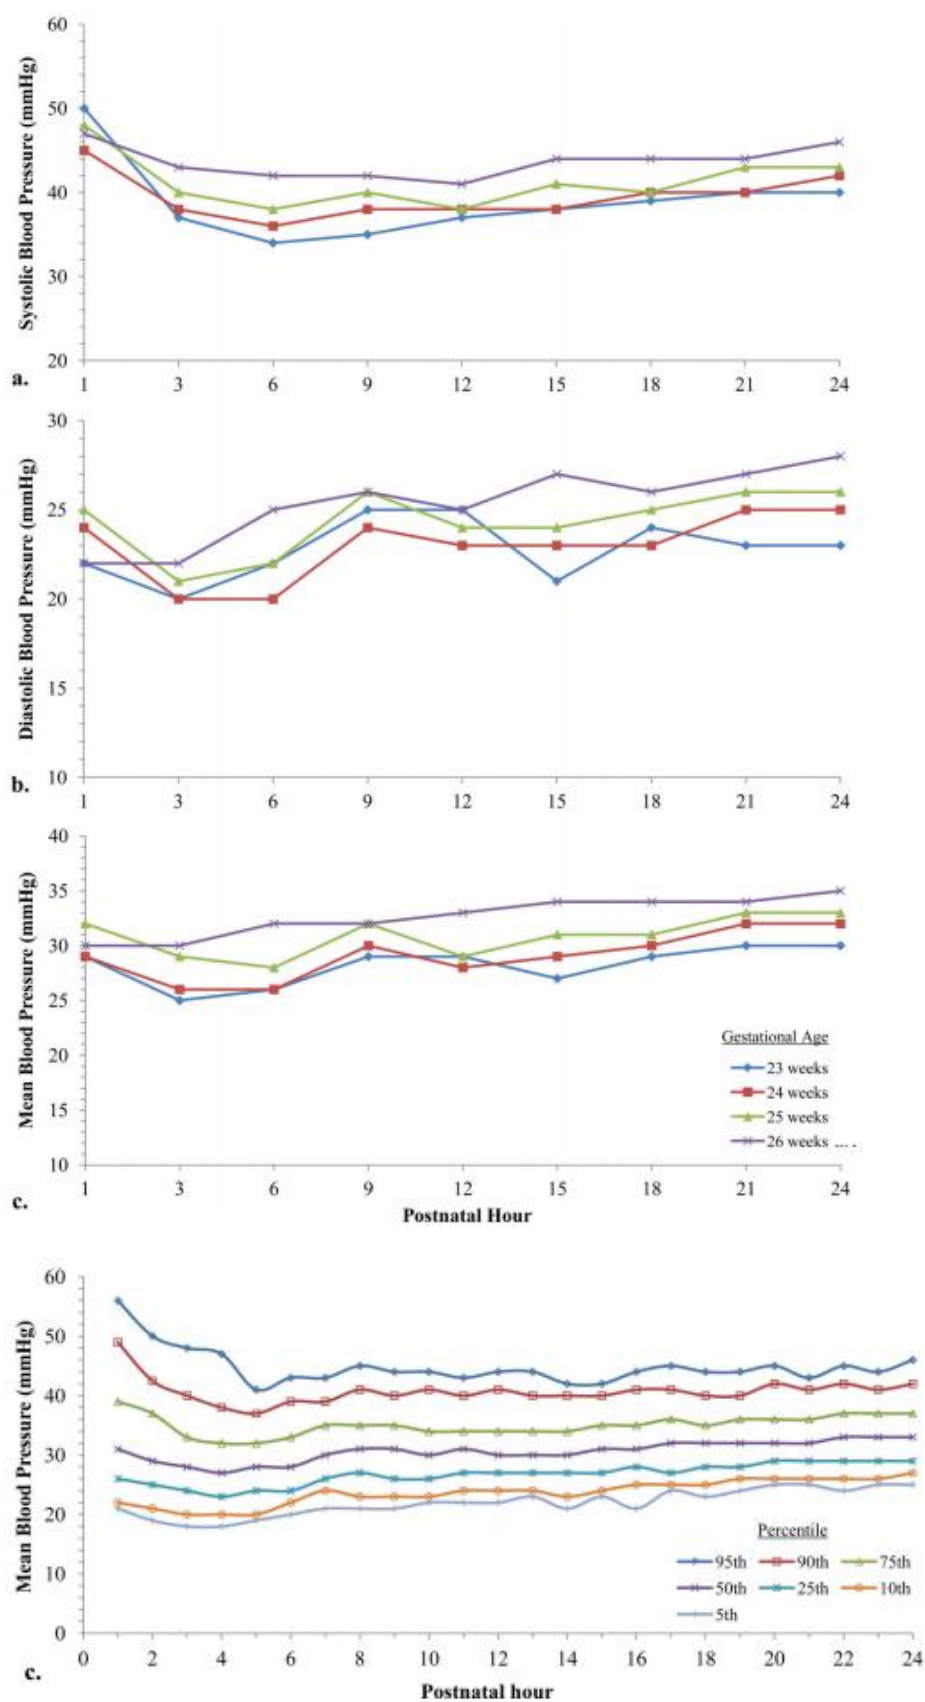 60
50
40
30
20
Systolic Blood Pressure (mmHg)
a.
1 3 6 9 12 15 18 21 24
30
25
20
15
10
Diastolic Blood Pressure (mmHg)
b.
1 3 6 9 12 15 18 21 24
40
35
30
25
20
15
10
Mean Blood Pressure (mmHg)
Gestational Age
23 weeks
24 weeks
25 weeks
26 weeks
c.
1 3 6 9 12 15 18 21 24
Postnatal Hour
60
50
40
30
20
10
0
Mean Blood Pressure (mmHg)
Percentile
95th 90th 75th
50th 25th 10th
5th
c.
0 2 4 6 8 10 12 14 16 18 20 22 24
Postnatal hour